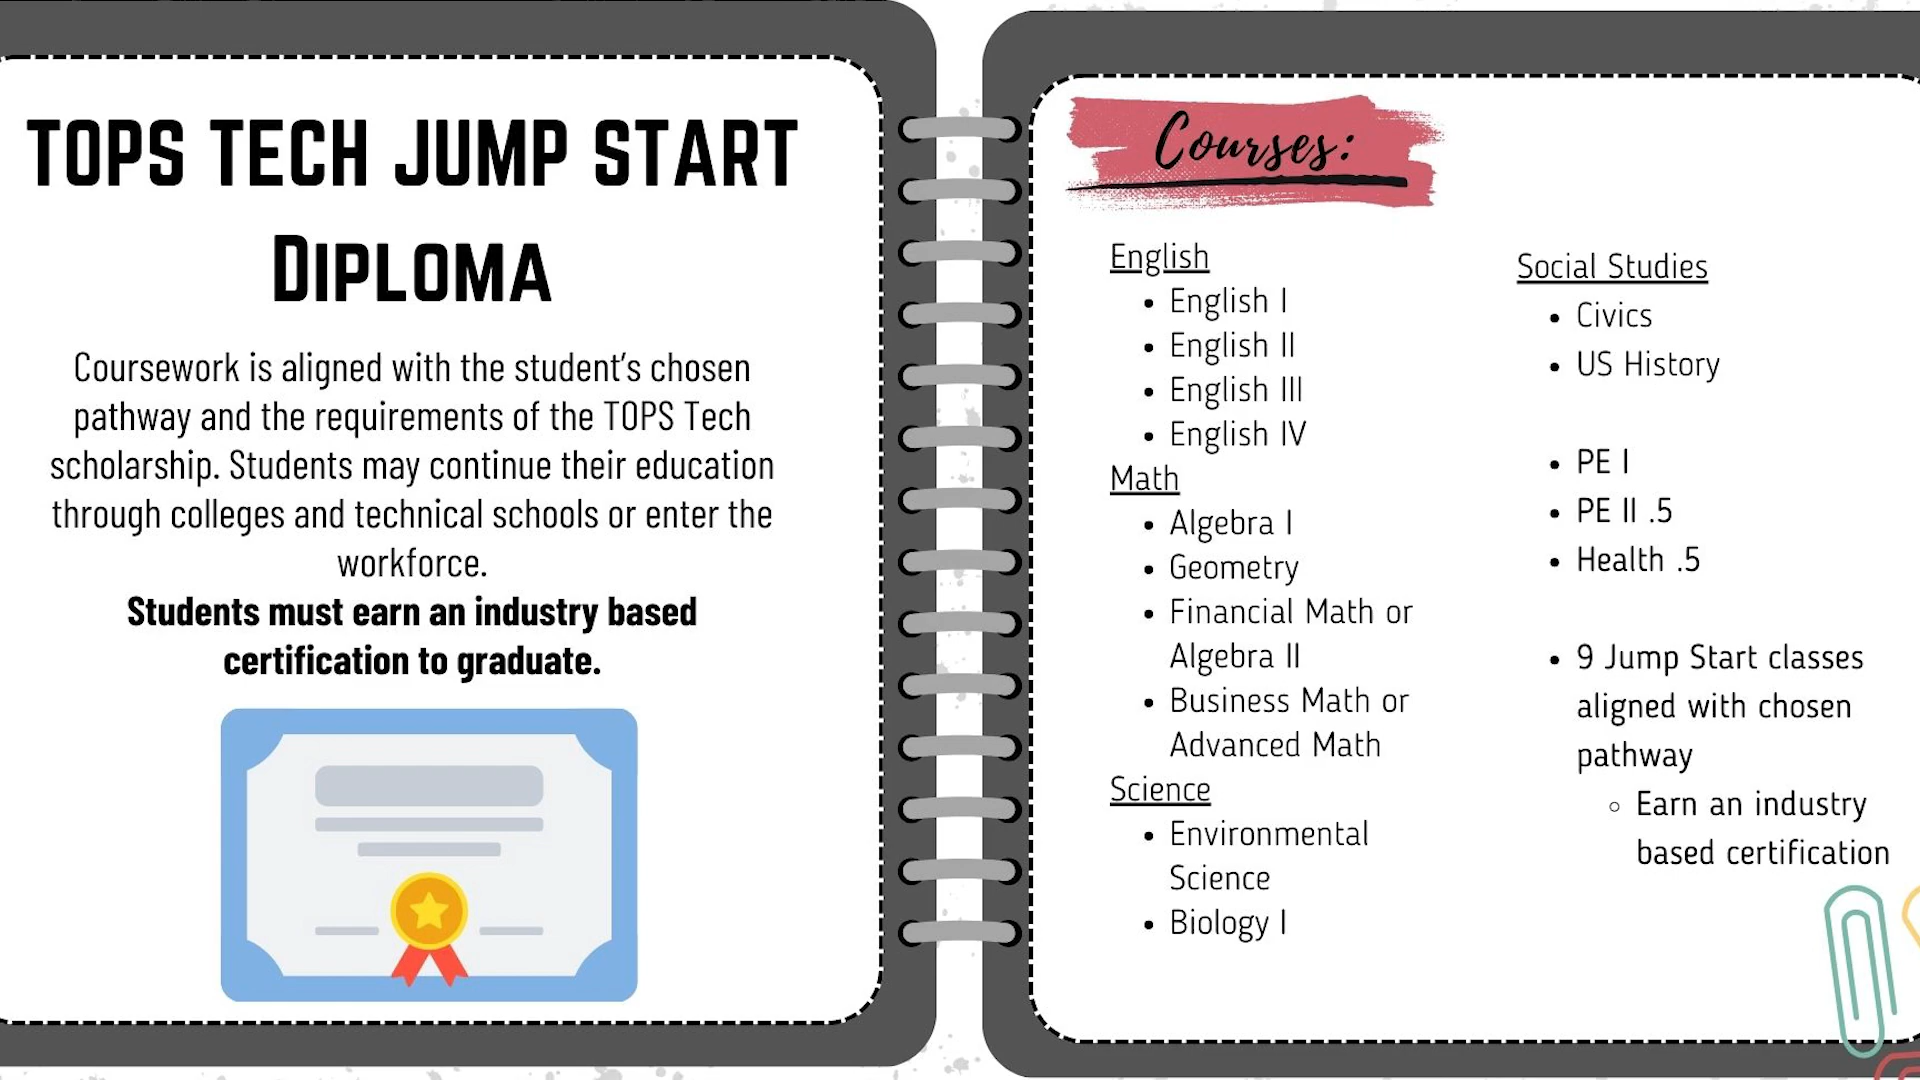 TOPS TECH JUMP START
DIPLOMA
Coursework is aligned with the student's chosen
pathway and the requirements of the TOPS Tech
scholarship. Students may continue their education
through colleges and technical schools or enter the
workforce.
Students must earn an industry based
certification to graduate.
Courses:
English
• English I
• English II
• English III
• English IV
Math
• Algebra I
• Geometry
• Financial Math or
Algebra II
• Business Math or
Advanced Math
Science
• Environmental
Science
• Biology I
Social Studies
• Civics
• US History
• PE I
• PE II .5
• Health .5
• 9 Jump Start classes
aligned with chosen
pathway
◦ Earn an industry
based certification